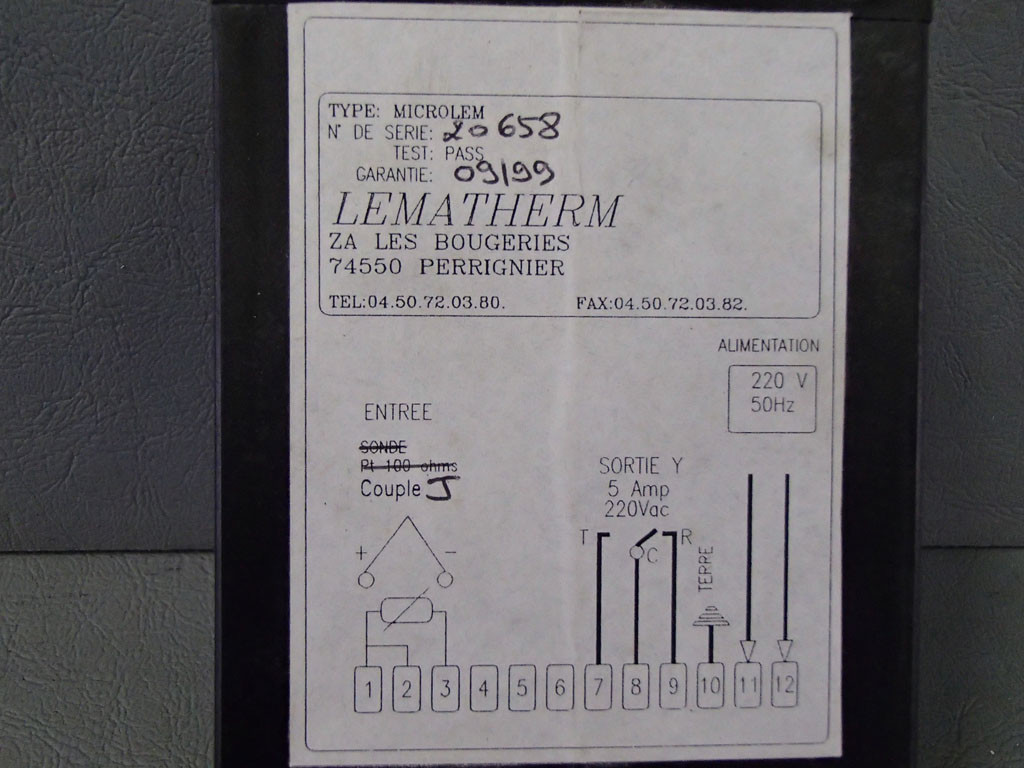 TYPE: MICROLEM
N° DE SERIE: 20658
TEST: PASS
GARANTIE: 09/99
LEMATHERM
ZA LES BOUGERIES
74550 PERRIGNIER
TEL:04.50.72.03.80. FAX:04.50.72.03.82.
ALIMENTATION
220 V
50Hz
ENTREE
SONDE
Pt 100 ohms
Couple J
+ -
SORTIE Y
5 Amp
220Vac
T C R
TERRE
1 2 3 4 5 6 7 8 9 10 11 12